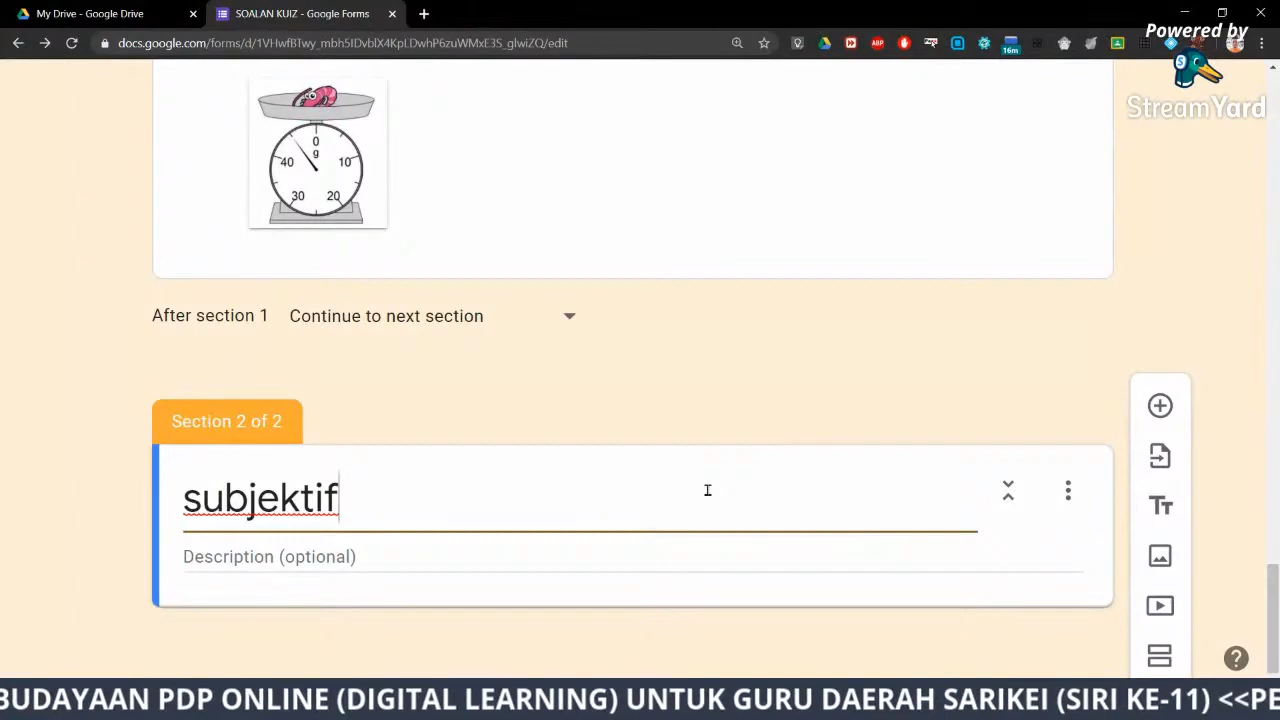 My Drive - Google Drive
SOALAN KUIZ - Google Forms
docs.google.com/forms/d/1VHwfBTwy_mbh5IDvblX4KpLDwhP6zuWMxE3S_glwiZQ/edit
ABP
16m
Powered by
StreamYard
0
g
40
10
30
20
After section 1 Continue to next section
Section 2 of 2
subjektif
Description (optional)
BUDAYAAN PDP ONLINE (DIGITAL LEARNING) UNTUK GURU DAERAH SARIKEI (SIRI KE-11) <<PE